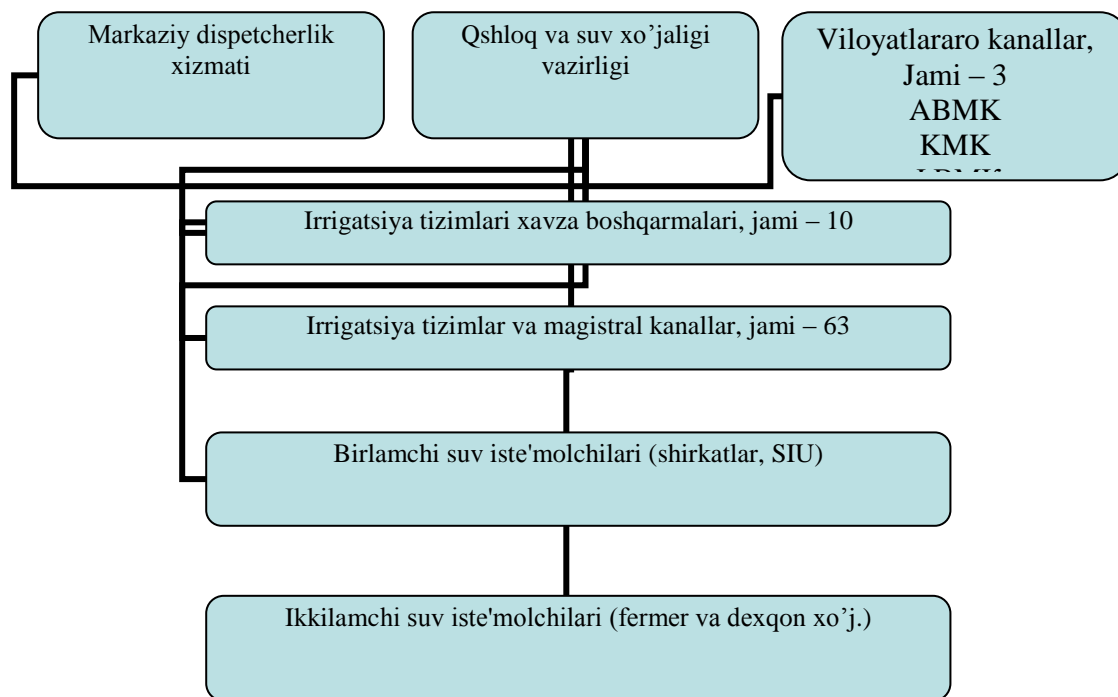 Markaziy dispetcherlik
xizmati
Qshloq va suv xo’jaligi
vazirligi
Viloyatlararo kanallar,
Jami – 3
ABMK
KMK
Irrigatsiya tizimlari xavza boshqarmalari, jami – 10
Irrigatsiya tizimlar va magistral kanallar, jami – 63
Birlamchi suv iste'molchilari (shirkatlar, SIU)
Ikkilamchi suv iste'molchilari (fermer va dexqon xo’j.)